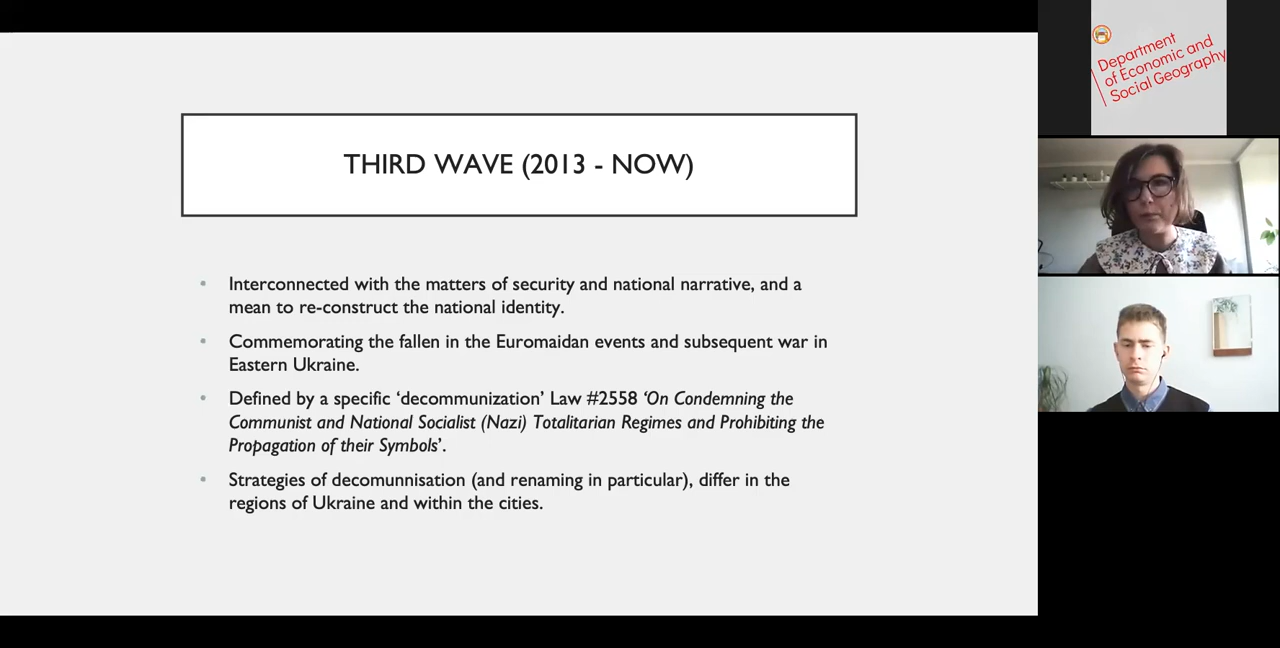 THIRD WAVE (2013 - NOW)
• Interconnected with the matters of security and national narrative, and a
mean to re-construct the national identity.
• Commemorating the fallen in the Euromaidan events and subsequent war in
Eastern Ukraine.
• Defined by a specific ‘decommunization’ Law #2558 ‘On Condemning the
Communist and National Socialist (Nazi) Totalitarian Regimes and Prohibiting the
Propagation of their Symbols’.
• Strategies of decomunnisation (and renaming in particular), differ in the
regions of Ukraine and within the cities.
Department
of Economic and
Social Geography